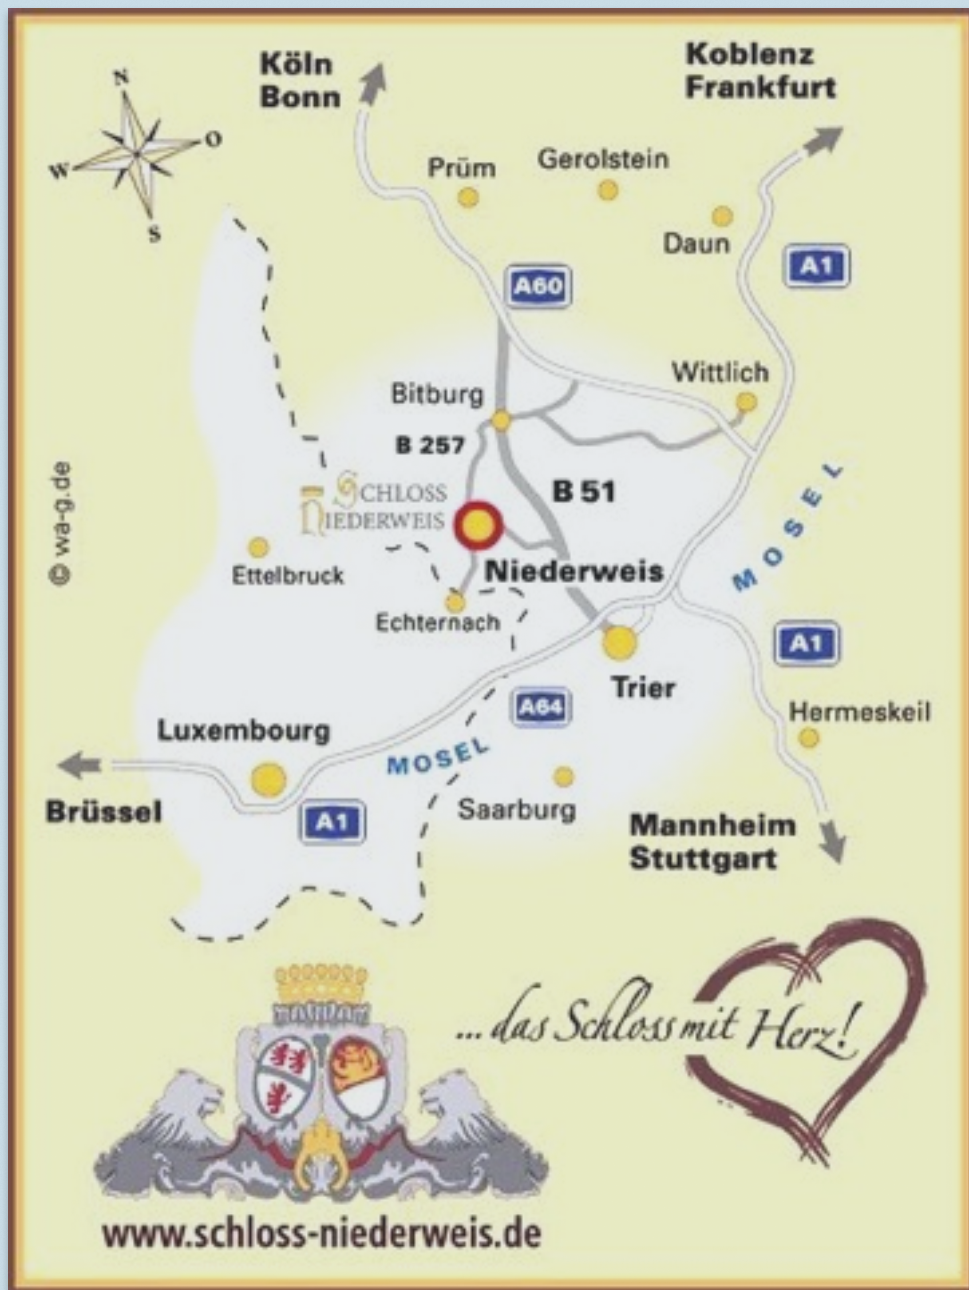 Köln
Bonn
Koblenz
Frankfurt
N
O
W
S
Prüm
Gerolstein
Daun
A1
A60
Wittlich
Bitburg
B 257
B 51
MOSEL
© wa-g.de
SCHLOSS
NIEDERWEIS
Ettelbruck
Niederweis
Echternach
A1
Trier
A64
Hermeskeil
Luxembourg
MOSEL
Brüssel
A1
Saarburg
Mannheim
Stuttgart
... das Schloss mit Herz!
www.schloss-niederweis.de